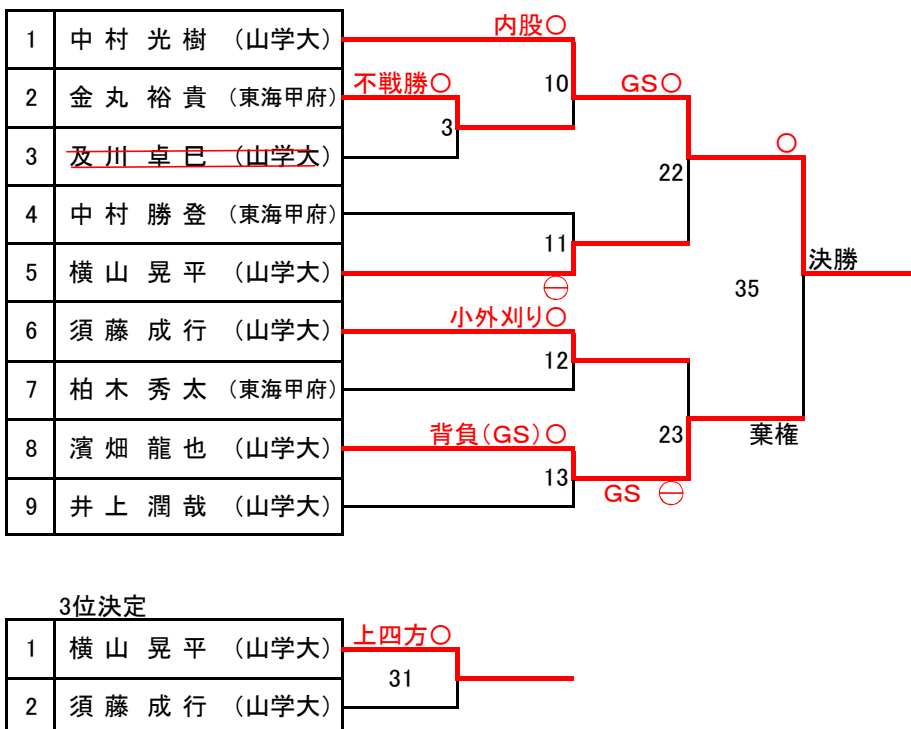 内股○
1 中村 光樹 （山学大）
不戦勝○ 10 GS○
2 金丸 裕貴 （東海甲府）
3
○
3 及川 卓巳 （山学大）
22
4 中村 勝登 （東海甲府）
11
決勝
5 横山 晃平 （山学大）
35
小外刈り○
6 須藤 成行 （山学大）
12
7 柏木 秀太 （東海甲府）
背負（GS）○ 23 棄権
8 濱畑 龍也 （山学大）
13
GS
9 井上 潤哉 （山学大）
3位決定
上四方○
1 横山 晃平 （山学大）
31
2 須藤 成行 （山学大）